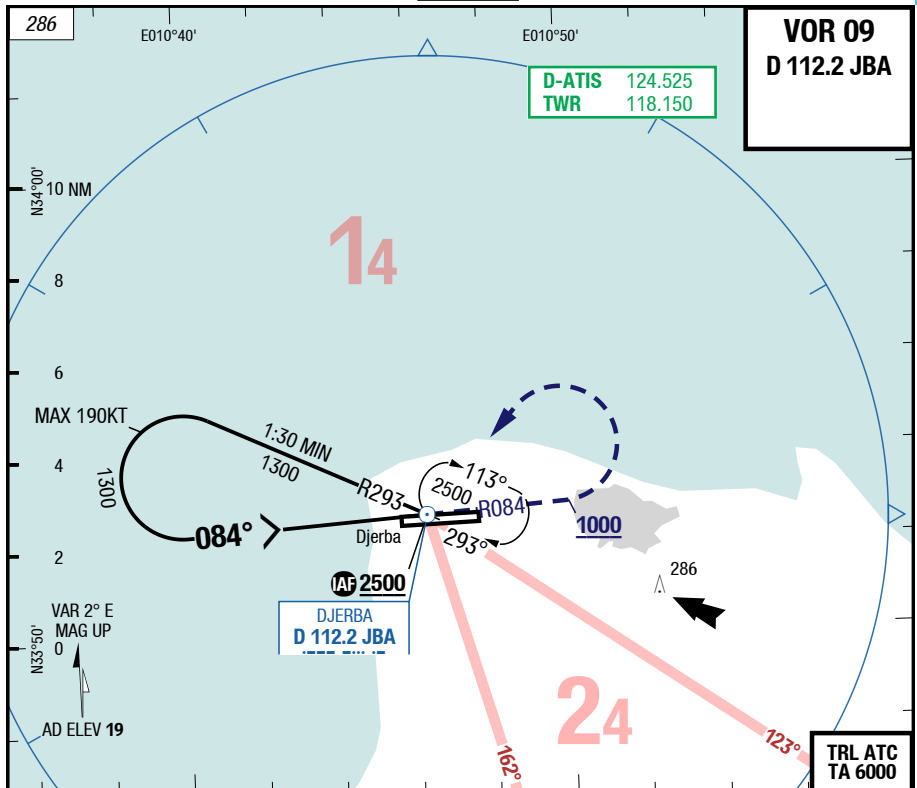 286
E010°40'
E010°50'
VOR 09
D 112.2 JBA
D-ATIS 124.525
TWR 118.150
N34°00'
10 NM
14
8
6
MAX 190KT
1:30 MIN
1300
4
1300
R293
113°
2500
R084
084°
1000
Djerba
293°
2
IAF 2500
286
DJERBA
D 112.2 JBA
VAR 2° E
MAG UP
N33°50'
0
24
AD ELEV 19
162°
123°
TRL ATC
TA 6000